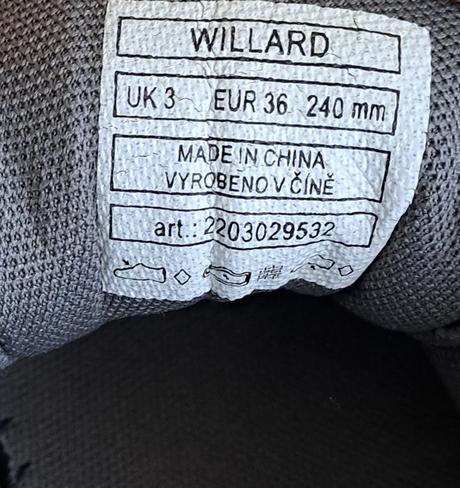 WILLARD
UK 3 EUR 36 240 mm
MADE IN CHINA
VYROBENO V ČÍNĚ
art.: 2203029532